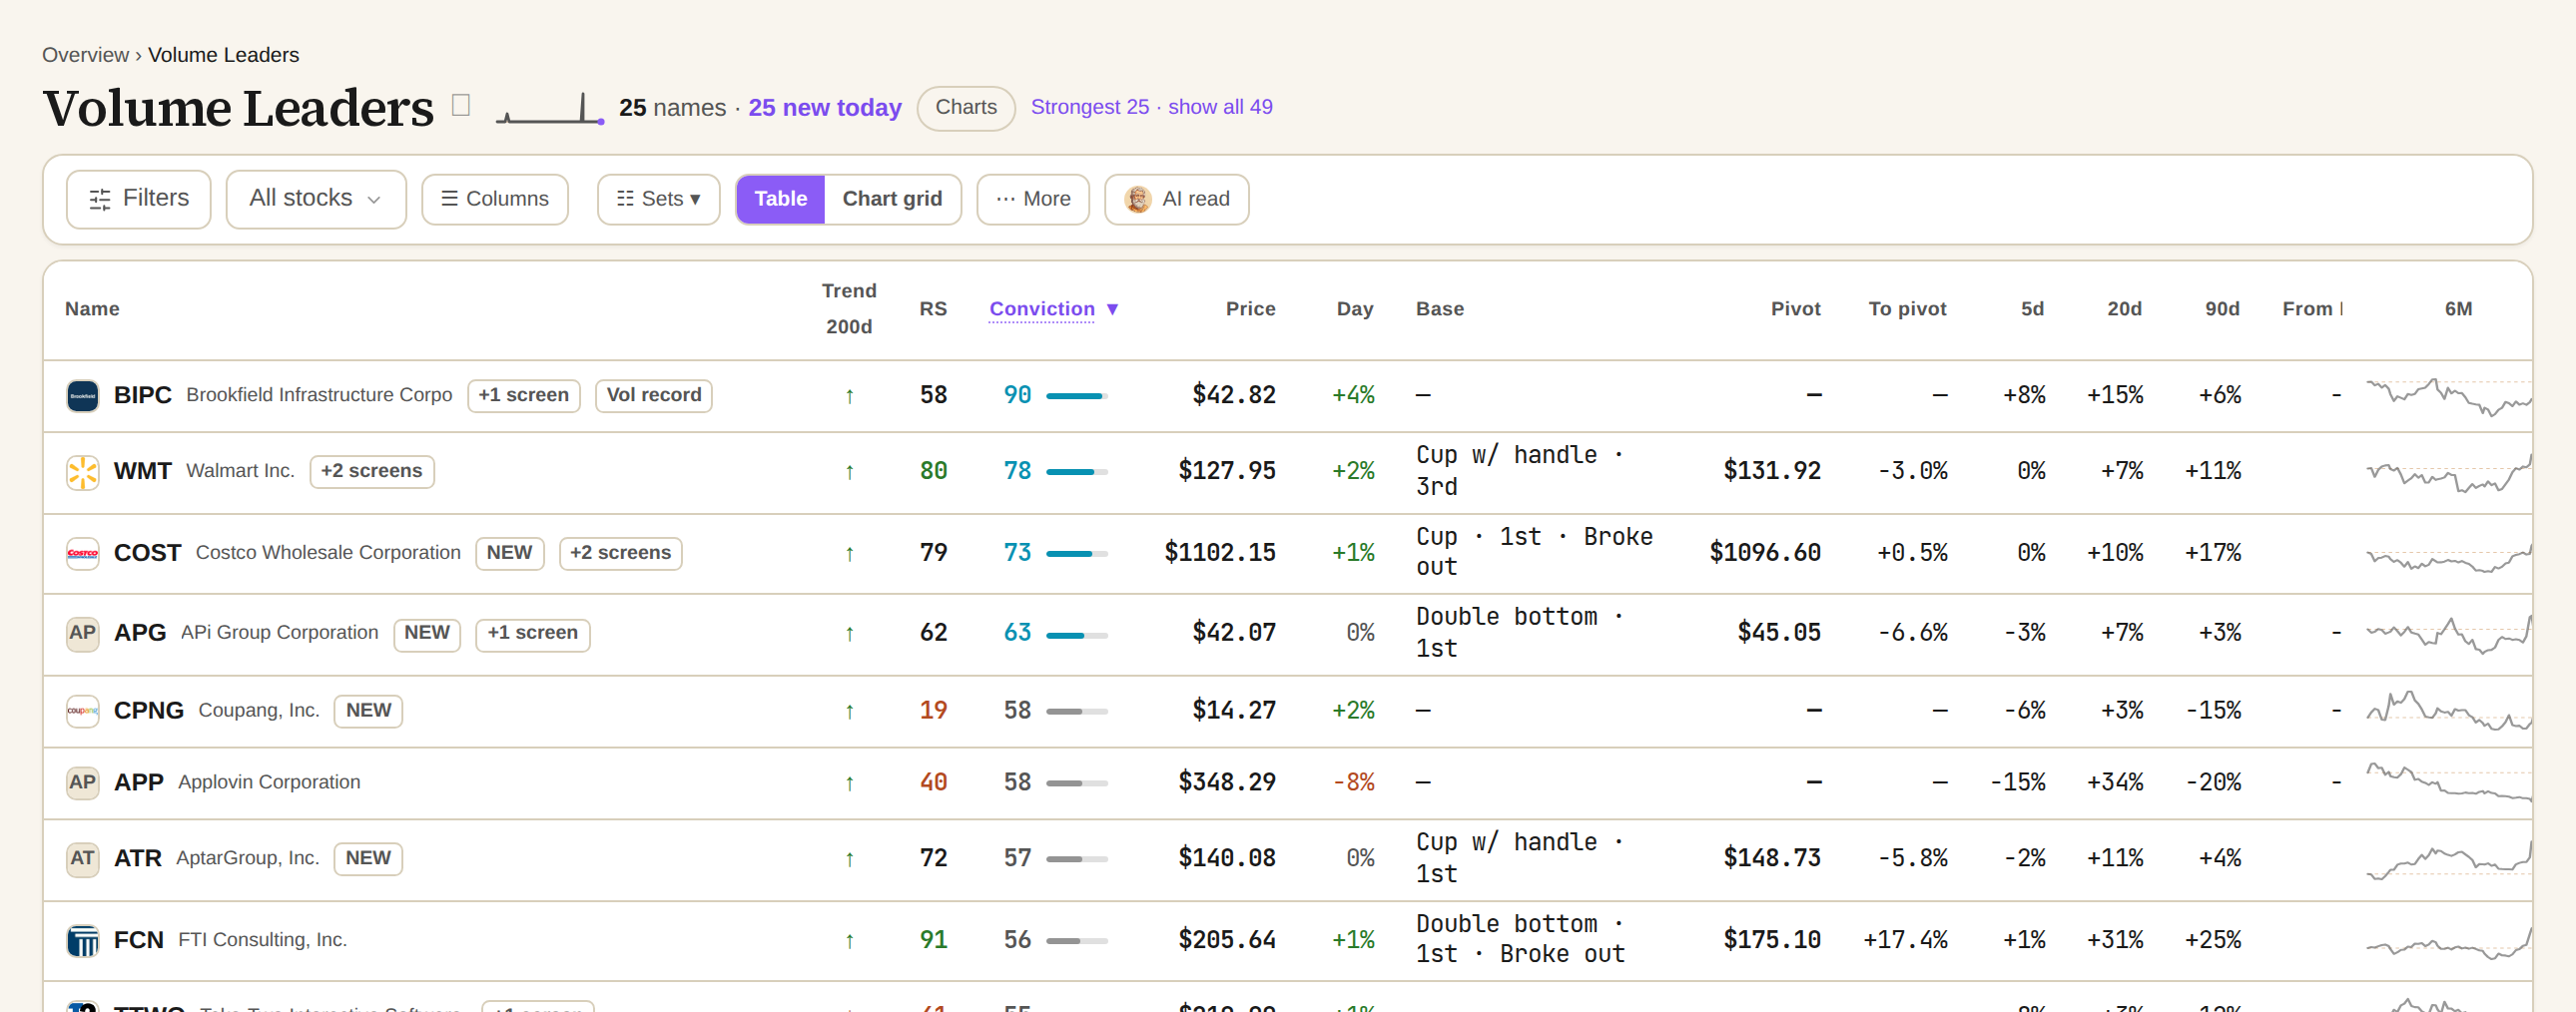 Overview › Volume Leaders
Volume Leaders 25 names · 25 new today Charts Strongest 25 · show all 49
Filters All stocks Columns Sets ▾ Table Chart grid ··· More AI read
Name Trend 200d RS Conviction ▼ Price Day Base Pivot To pivot 5d 20d 90d From 6M
Brookfield BIPC Brookfield Infrastructure Corpo +1 screen Vol record ↑ 58 90 $42.82 +4% — — — +8% +15% +6% -
WMT Walmart Inc. +2 screens ↑ 80 78 $127.95 +2% Cup w/ handle · 3rd $131.92 -3.0% 0% +7% +11%
Costco COST Costco Wholesale Corporation NEW +2 screens ↑ 79 73 $1102.15 +1% Cup · 1st · Broke out $1096.60 +0.5% 0% +10% +17%
AP APG APi Group Corporation NEW +1 screen ↑ 62 63 $42.07 0% Double bottom · 1st $45.05 -6.6% -3% +7% +3% -
coupang CPNG Coupang, Inc. NEW ↑ 19 58 $14.27 +2% — — — -6% +3% -15% -
AP APP Applovin Corporation ↑ 40 58 $348.29 -8% — — — -15% +34% -20% -
AT ATR AptarGroup, Inc. NEW ↑ 72 57 $140.08 0% Cup w/ handle · 1st $148.73 -5.8% -2% +11% +4%
FCN FTI Consulting, Inc. ↑ 91 56 $205.64 +1% Double bottom · 1st · Broke out $175.10 +17.4% +1% +31% +25%